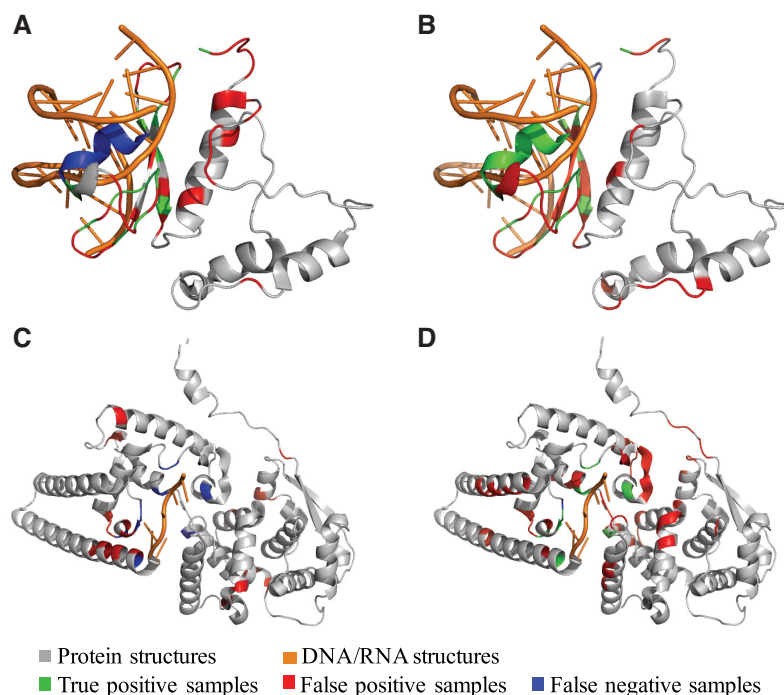 A
B
C
D
Protein structures
DNA/RNA structures
True positive samples
False positive samples
False negative samples